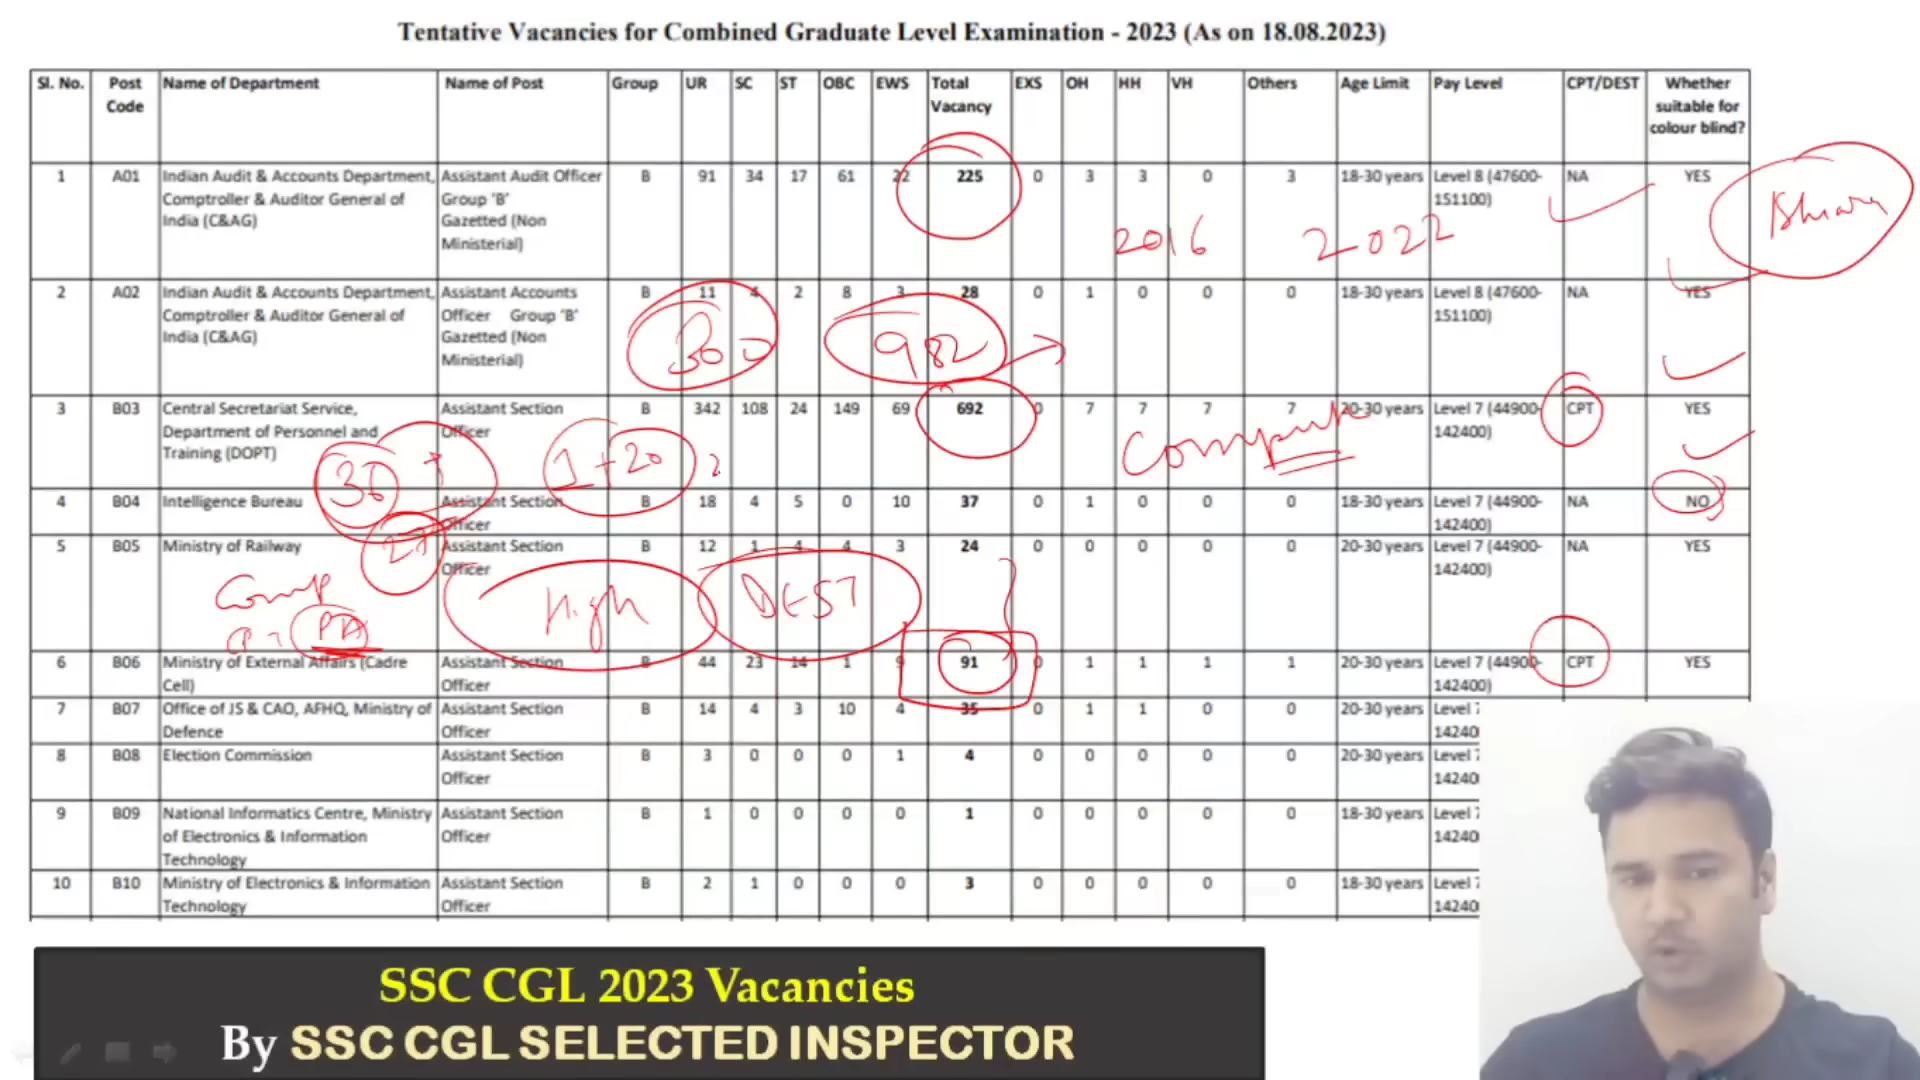 Tentative Vacancies for Combined Graduate Level Examination - 2023 (As on 18.08.2023)
Sl. No. Post Code Name of Department Name of Post Group UR SC ST OBC EWS Total Vacancy EXS OH HH VH Others Age Limit Pay Level CPT/DEST Whether suitable for colour blind?
1 A01 Indian Audit & Accounts Department, Comptroller & Auditor General of India (C&AG) Assistant Audit Officer Group 'B' Gazetted (Non Ministerial) B 91 34 17 61 22 225 0 3 3 0 3 18-30 years Level 8 (47600-151100) NA YES
2016 2022
2 A02 Indian Audit & Accounts Department, Comptroller & Auditor General of India (C&AG) Assistant Accounts Officer Group 'B' Gazetted (Non Ministerial) B 11 4 2 8 3 28 0 1 0 0 0 18-30 years Level 8 (47600-151100) NA YES
982
3 B03 Central Secretariat Service, Department of Personnel and Training (DOPT) Assistant Section Officer B 342 108 24 149 69 692 0 7 7 7 7 20-30 years Level 7 (44900-142400) CPT YES
1+20
4 B04 Intelligence Bureau Assistant Section Officer B 18 4 5 0 10 37 0 1 0 0 0 18-30 years Level 7 (44900-142400) NA NO
5 B05 Ministry of Railway Assistant Section Officer B 12 1 4 4 3 24 0 0 0 0 0 20-30 years Level 7 (44900-142400) NA YES
Comp High DEST
6 B06 Ministry of External Affairs (Cadre Cell) Assistant Section Officer B 44 23 14 1 9 91 0 1 1 1 1 20-30 years Level 7 (44900-142400) CPT YES
7 B07 Office of JS & CAO, AFHQ, Ministry of Defence Assistant Section Officer B 14 4 3 10 4 35 0 1 1 0 0 20-30 years Level 7 14240
8 B08 Election Commission Assistant Section Officer B 3 0 0 0 1 4 0 0 0 0 0 20-30 years Level 7 14240
9 B09 National Informatics Centre, Ministry of Electronics & Information Technology Assistant Section Officer B 1 0 0 0 0 1 0 0 0 0 0 18-30 years Level 7 14240
10 B10 Ministry of Electronics & Information Technology Assistant Section Officer B 2 1 0 0 0 3 0 0 0 0 0 18-30 years Level 7 14240
SSC CGL 2023 Vacancies
By SSC CGL SELECTED INSPECTOR